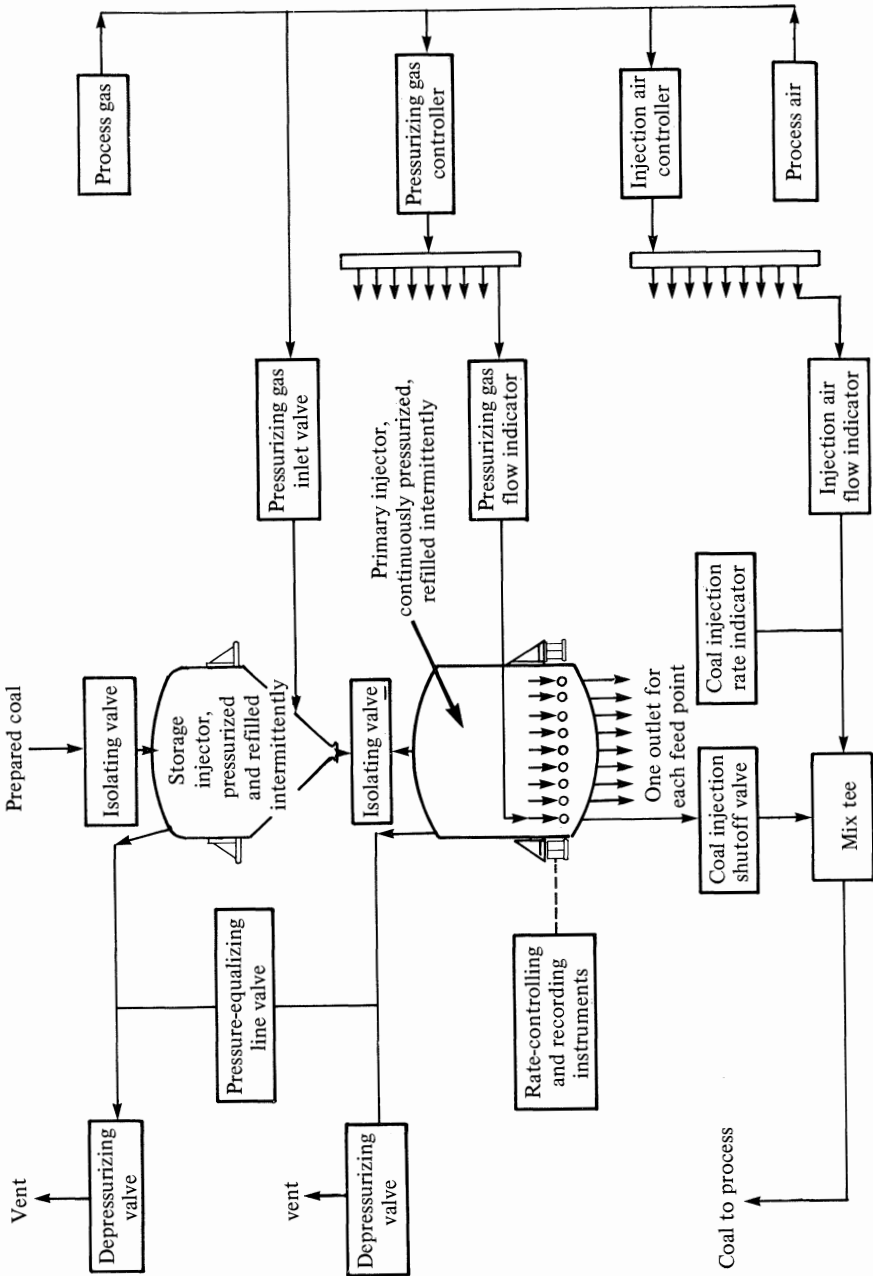 Process gas
Pressurizing gas
controller
Injection air
controller
Process air
Pressurizing gas
inlet valve
Pressurizing gas
flow indicator
Injection air
flow indicator
Primary injector,
continuously pressurized,
refilled intermittently
Prepared coal
Isolating valve
Storage
injector,
pressurized
and refilled
intermittently
Isolating valve
One outlet for
each feed point
Coal injection
rate indicator
Coal injection
shutoff valve
Mix tee
Pressure-equalizing
line valve
Rate-controlling
and recording
instruments
Vent
Depressurizing
valve
vent
Depressurizing
valve
Coal to process